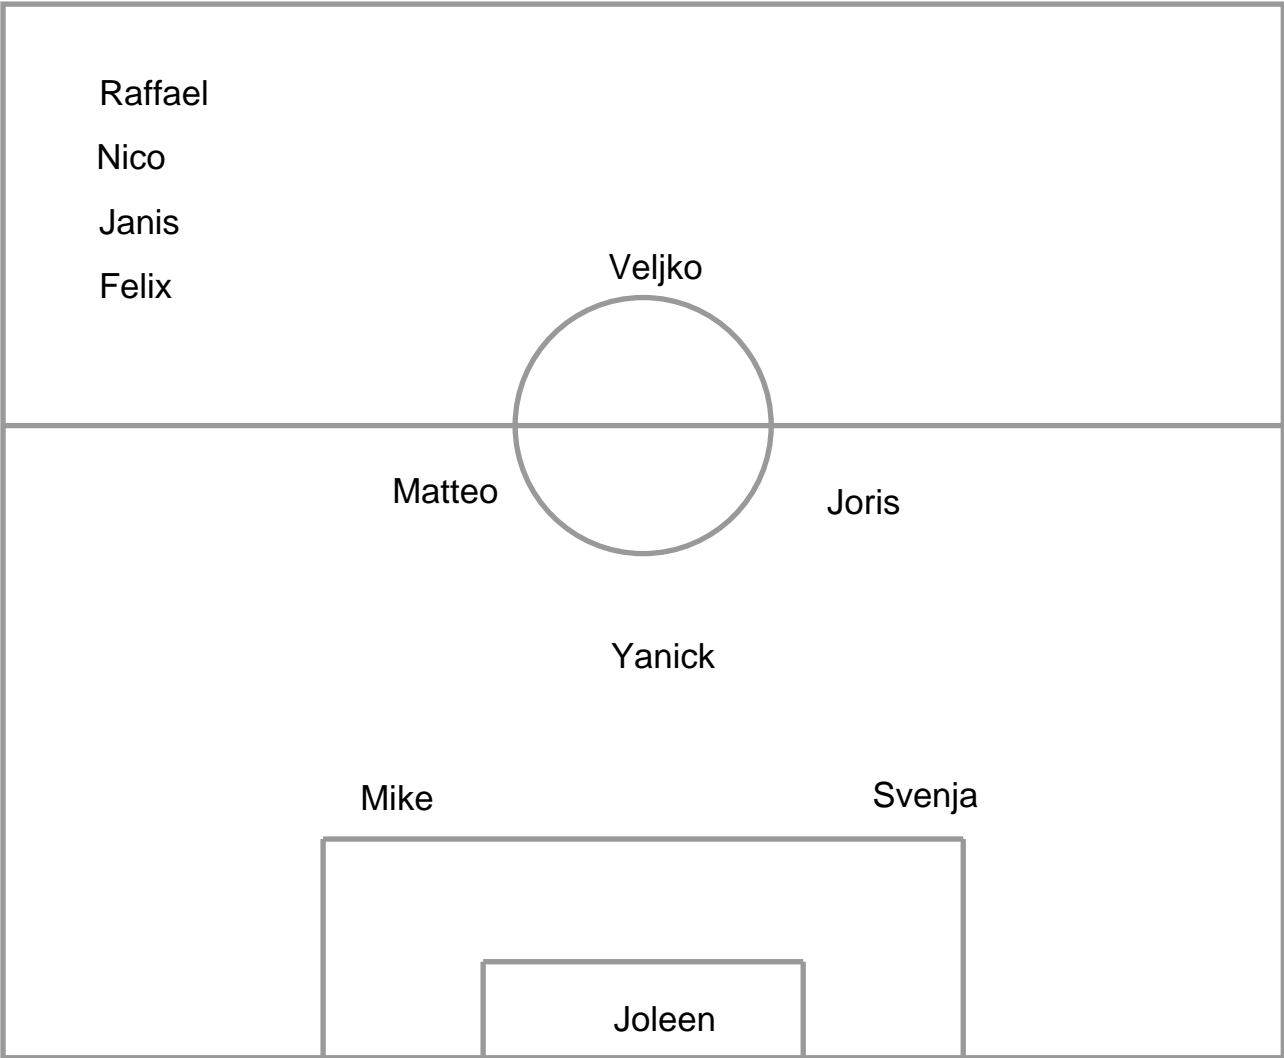 Raffael
Nico
Janis
Felix
Veljko
Matteo
Joris
Yanick
Mike
Svenja
Joleen